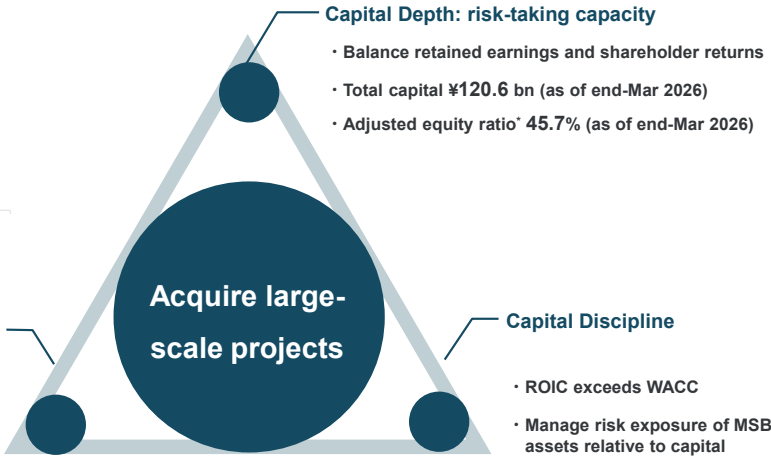 Capital Depth: risk-taking capacity
・Balance retained earnings and shareholder returns
・Total capital ¥120.6 bn (as of end-Mar 2026)
・Adjusted equity ratio* 45.7% (as of end-Mar 2026)
Acquire large-
scale projects
Capital Discipline
・ROIC exceeds WACC
・Manage risk exposure of MSB
assets relative to capital